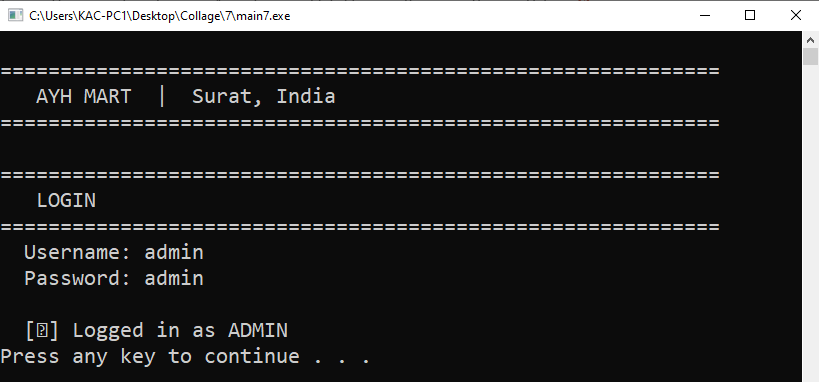 C:\Users\KAC-PC1\Desktop\Collage\7\main7.exe
============================================================
AYH MART | Surat, India
============================================================
============================================================
LOGIN
============================================================
Username: admin
Password: admin
[] Logged in as ADMIN
Press any key to continue . . .